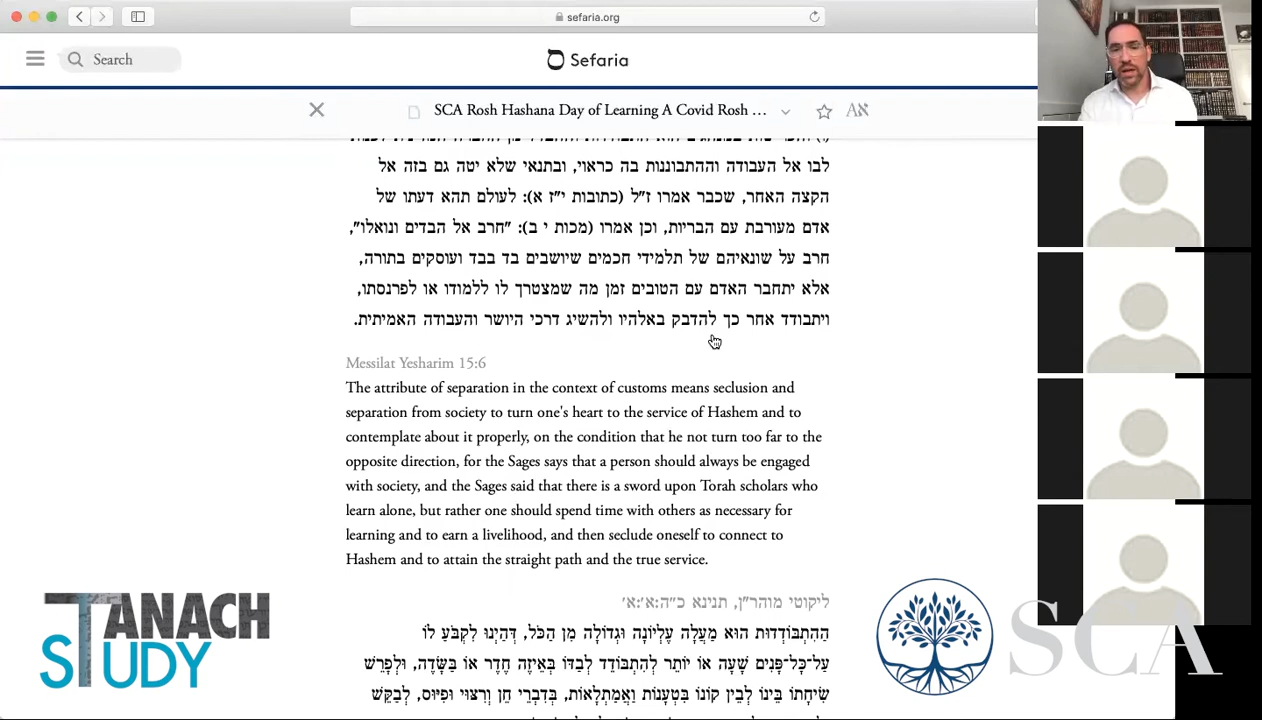 sefaria.org
Search
Sefaria
SCA Rosh Hashana Day of Learning A Covid Rosh ...
לבו אל העבודה וההתבוננות בה כראוי, ובתנאי שלא יטה גם בזה אל
הקצה האחר, שכבר אמרו ז"ל (כתובות י"ז א): לעולם תהא דעתו של
אדם מעורבת עם הבריות, וכן אמרו (מכות י ב): "חרב אל הבדים ונואלו",
חרב על שונאיהם של תלמידי חכמים שיושבים בד בבד ועוסקים בתורה,
אלא יתחבר האדם עם הטובים זמן מה שמצטרך לו ללמודו או לפרנסתו,
ויתבודד אחר כך להדבק באלהיו ולהשיג דרכי היושר והעבודה האמיתית.
Messilat Yesharim 15:6
The attribute of separation in the context of customs means seclusion and
separation from society to turn one's heart to the service of Hashem and to
contemplate about it properly, on the condition that he not turn too far to the
opposite direction, for the Sages says that a person should always be engaged
with society, and the Sages said that there is a sword upon Torah scholars who
learn alone, but rather one should spend time with others as necessary for
learning and to earn a livelihood, and then seclude oneself to connect to
Hashem and to attain the straight path and the true service.
ליקוטי מוהר"ן, תנינא כ״ה:א׳:א׳
הַהִתְבּוֹדְדוּת הוּא מַעֲלָה עֶלְיוֹנָה וּגְדוֹלָה מִן הַכֹּל, דְּהַיְנוּ לִקְבֹּעַ לוֹ
עַל־כָּל־פָּנִים שָׁעָה אוֹ יוֹתֵר לְהִתְבּוֹדֵד לְבַדּוֹ בְּאֵיזֶה חֶדֶר אוֹ בַּשָּׂדֶה, וּלְפָרֵשׁ
שִׂיחָתוֹ בֵּינוֹ לְבֵין קוֹנוֹ בִּטְעָנוֹת וַאֲמַתְלָאוֹת, בְּדִבְרֵי חֵן וְרִצּוּי וּפִיּוּס, לְבַקֵּשׁ
TANACH
STUDY
SCA